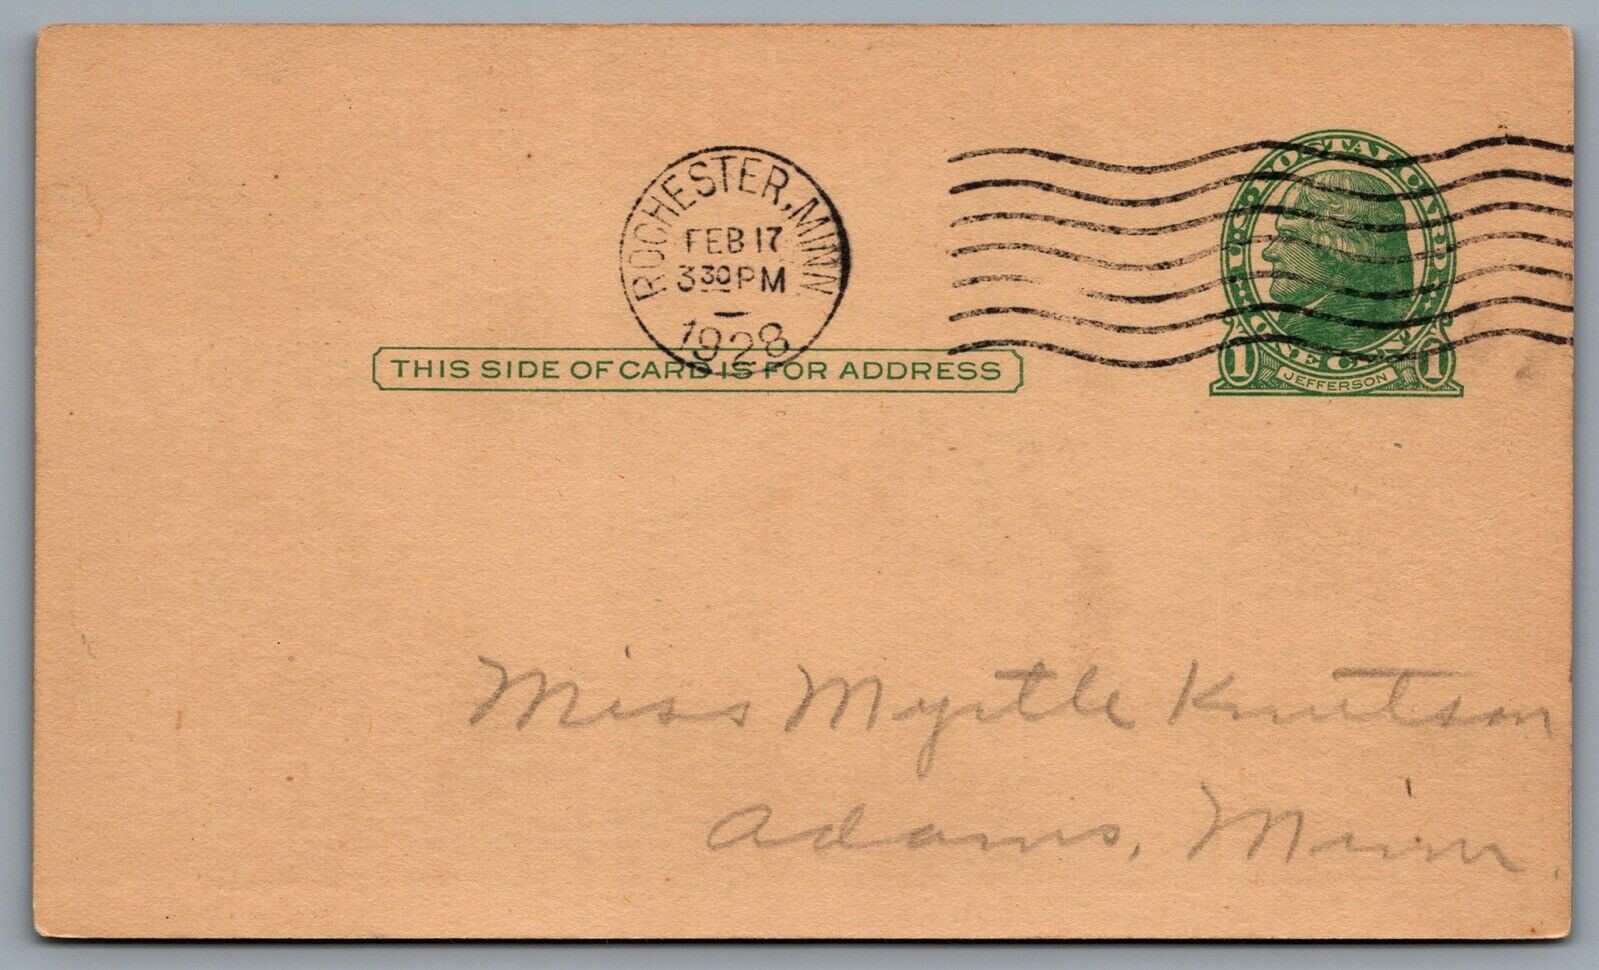 ROCHESTER, MINN
FEB 17
3 30 PM
1928
U.S. POSTAL CARD
1 ONE CENT 1
JEFFERSON
THIS SIDE OF CARD IS FOR ADDRESS
Miss Myrtle Knutson
Adams, Minn.